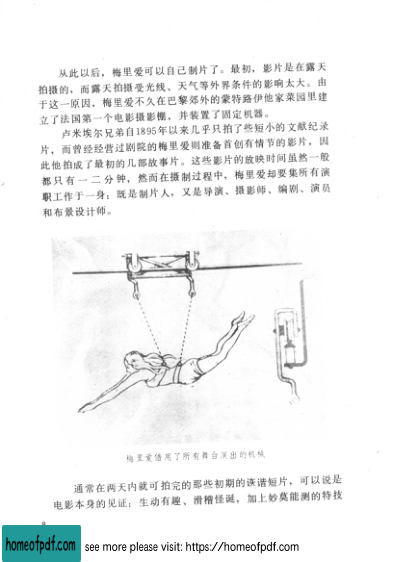 从此以后，梅里爱可以自己制片了。最初，影片是在露天
拍摄的，而露天拍摄受光线、天气等外界条件的影响太大。由
于这一原因，梅里爱不久在巴黎郊外的蒙特路伊他家菜园里建
立了法国第一个电影摄影棚，并装置了固定机器。
卢米埃尔兄弟自1895年以来几乎只拍了些短小的文献纪录
片，而曾经经营过剧院的梅里爱则准备首创有情节的影片，因
此他拍成了最初的几部故事片。这些影片的放映时间虽然一般
都只有一二分钟，然而在摄制过程中，梅里爱却要集所有演
职工作于一身：既是制片人，又是导演、摄影师、编剧、演员
和布景设计师。
梅里爱借用了所有舞台演出的机械
通常在两天内就可拍完的那些初期的诙谐短片，可以说是
电影本身的见证：生动有趣、滑稽怪诞，加上妙莫能测的特技
homeofpdf.com
see more please visit: https://homeofpdf.com